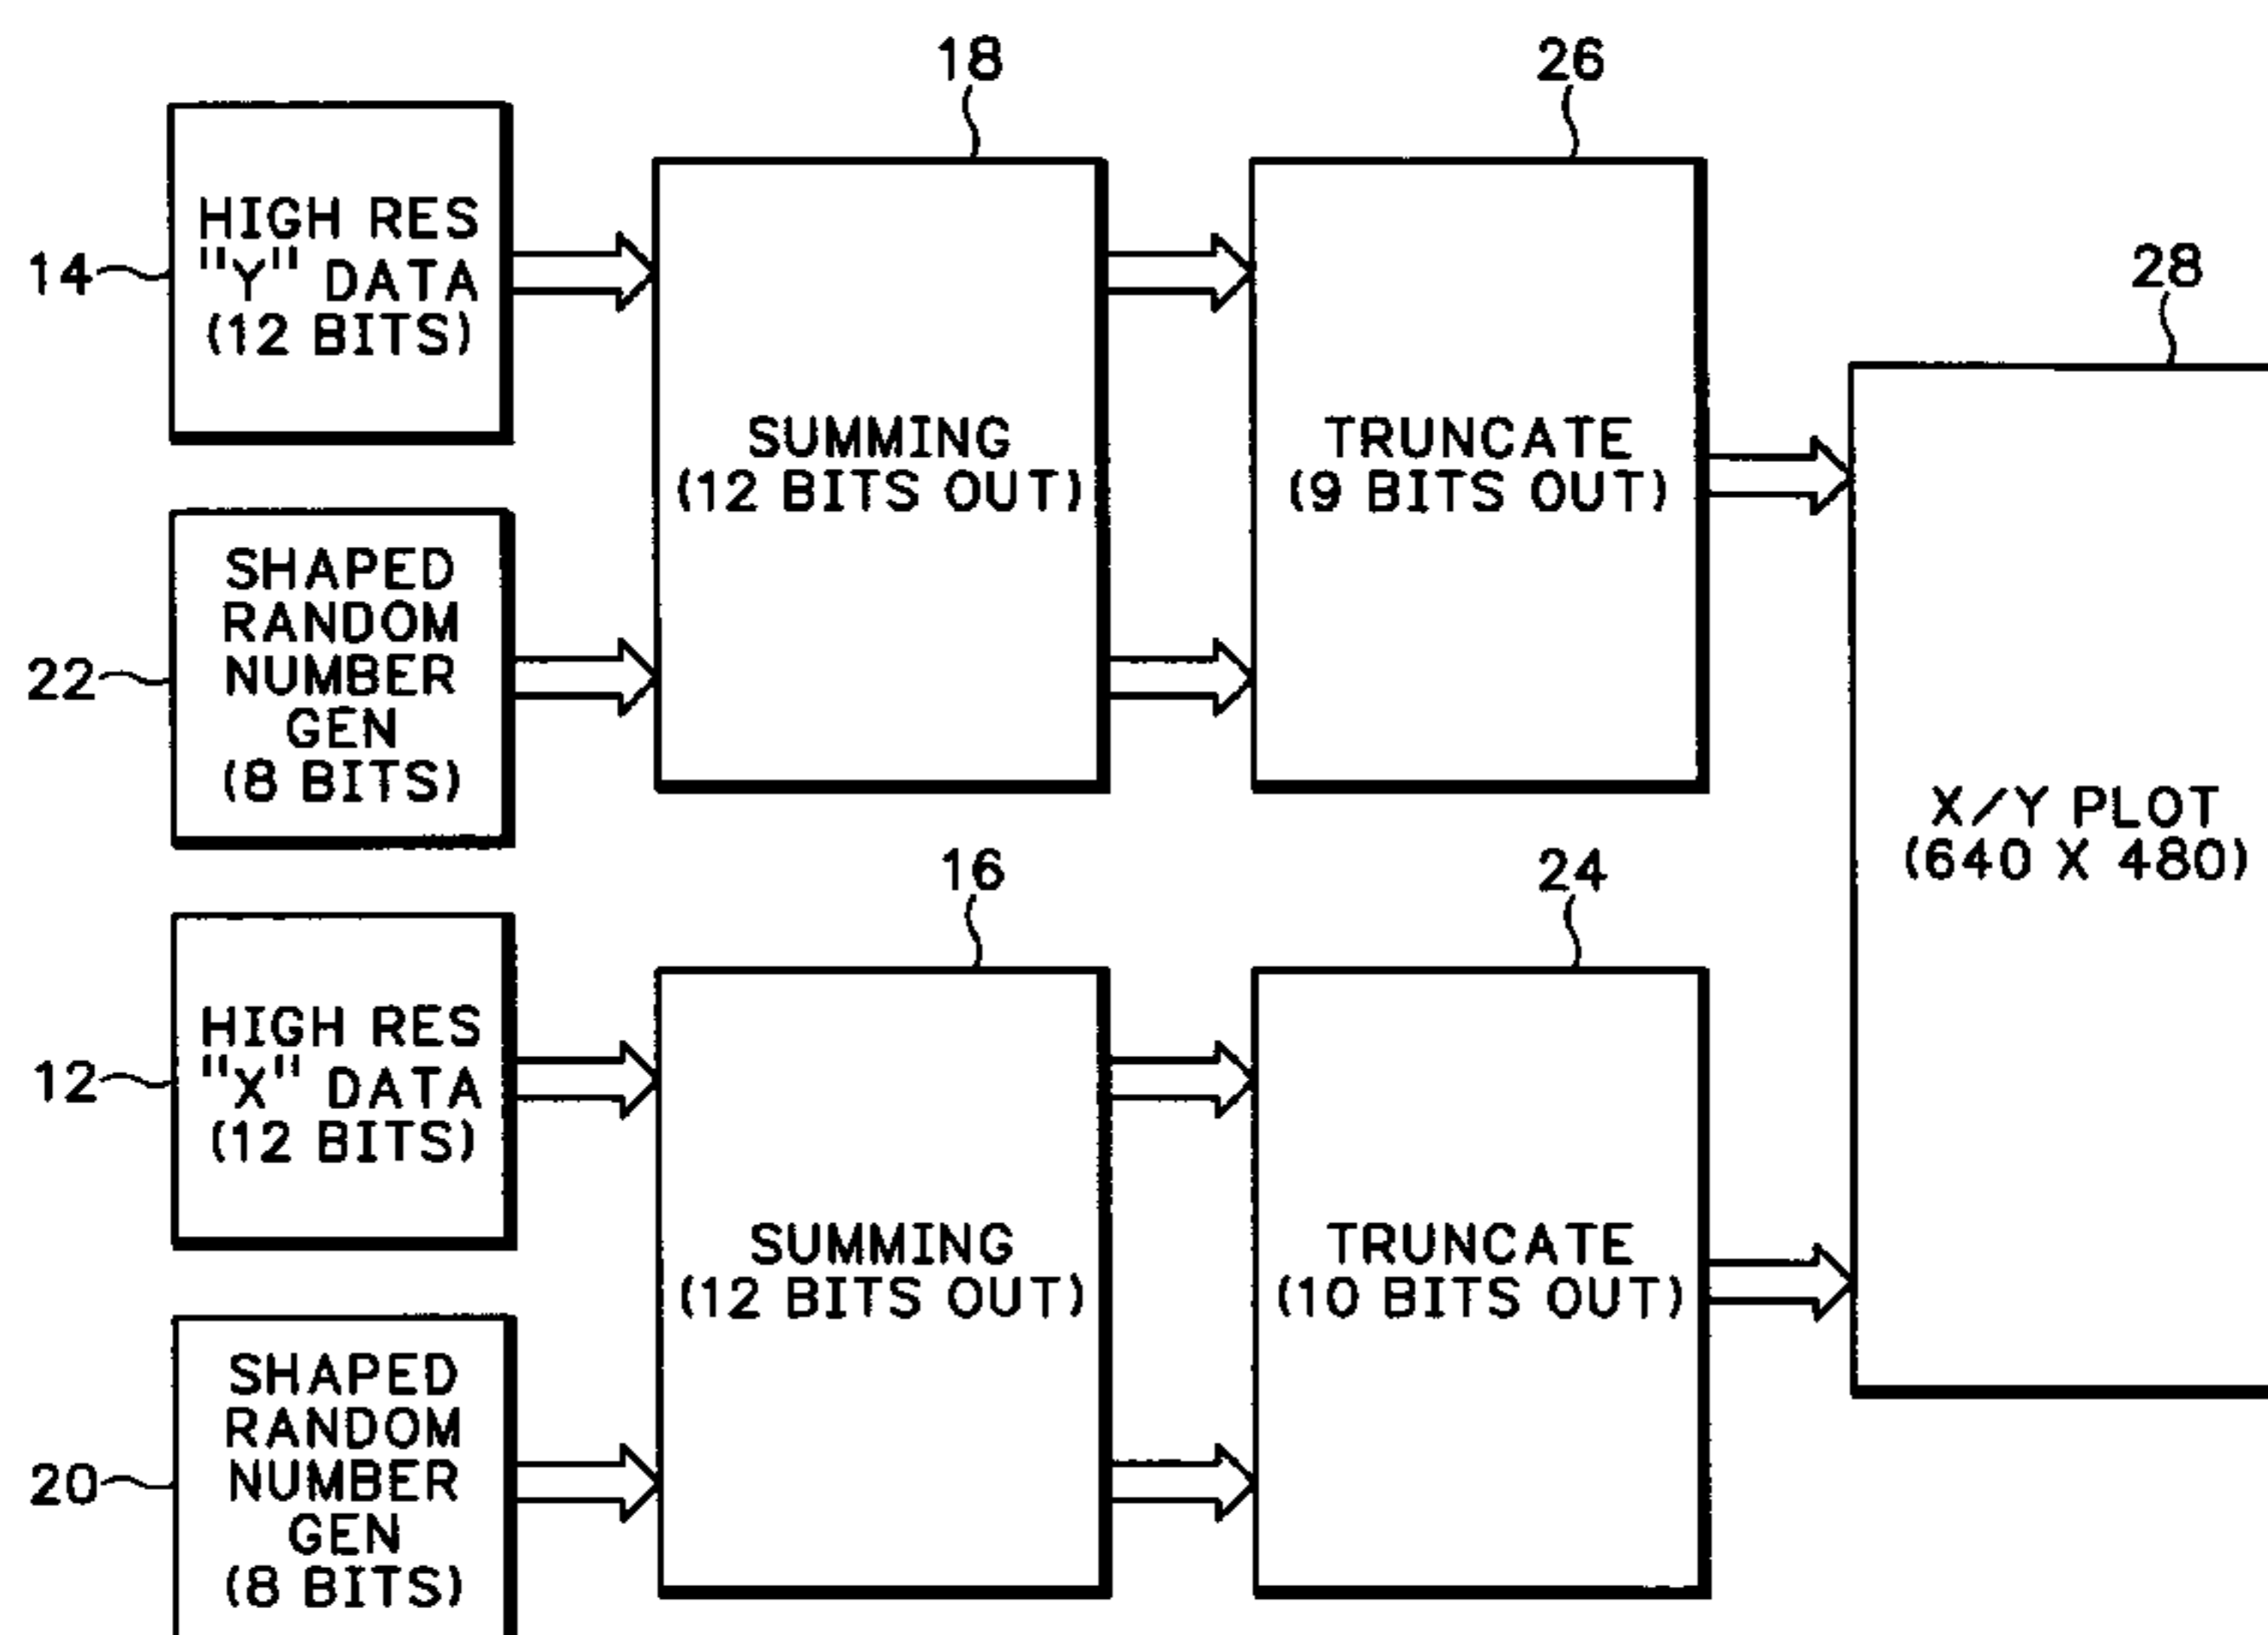 18
26
14
HIGH RES
"Y" DATA
(12 BITS)
28
SUMMING
(12 BITS OUT)
TRUNCATE
(9 BITS OUT)
22
SHAPED
RANDOM
NUMBER
GEN
(8 BITS)
X/Y PLOT
(640 X 480)
16
24
12
HIGH RES
"X" DATA
(12 BITS)
SUMMING
(12 BITS OUT)
TRUNCATE
(10 BITS OUT)
20
SHAPED
RANDOM
NUMBER
GEN
(8 BITS)